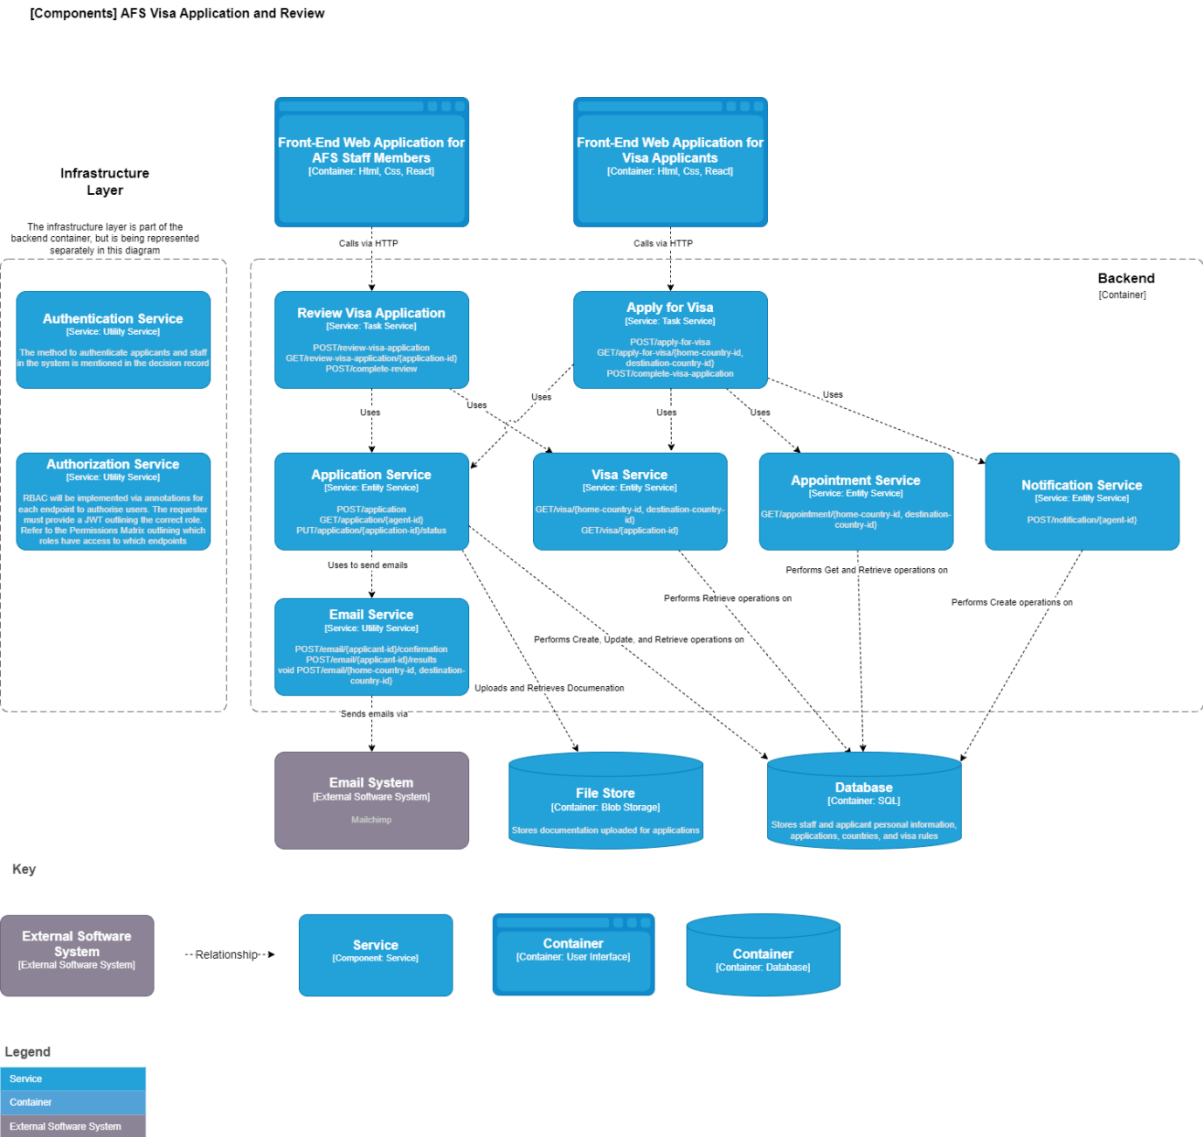 [Components] AFS Visa Application and Review
Front-End Web Application for
AFS Staff Members
[Container: Html, Css, React]
Front-End Web Application for
Visa Applicants
[Container: Html, Css, React]
Infrastructure
Layer
The infrastructure layer is part of the
backend container, but is being represented
separately in this diagram
Calls via HTTP
Calls via HTTP
Backend
[Container]
Authentication Service
[Service: Utility Service]
The method to authenticate applicants and staff
in the system is mentioned in the decision record
Review Visa Application
[Service: Task Service]
POST/review-visa-application
GET/review-visa-application/{application-id}
POST/complete-review
Apply for Visa
[Service: Task Service]
POST/apply-for-visa
GET/apply-for-visa/{home-country-id,
destination-country-id}
POST/complete-visa-application
Uses
Uses
Uses
Uses
Uses
Uses
Authorization Service
[Service: Utility Service]
RBAC will be implemented via annotations for
each endpoint to authorise users. The requester
must provide a JWT outlining the correct role.
Refer to the Permissions Matrix outlining which
roles have access to which endpoints
Application Service
[Service: Entity Service]
POST/application
GET/application/{agent-id}
PUT/application/{application-id}/status
Visa Service
[Service: Entity Service]
GET/visa/{home-country-id, destination-country-
id}
GET/visa/{application-id}
Appointment Service
[Service: Entity Service]
GET/appointment/{home-country-id, destination-
country-id}
Notification Service
[Service: Entity Service]
POST/notification/{agent-id}
Uses to send emails
Performs Get and Retrieve operations on
Performs Retrieve operations on
Performs Create operations on
Email Service
[Service: Utility Service]
POST/email/{applicant-id}/confirmation
POST/email/{applicant-id}/results
void POST/email/{home-country-id, destination-
country-id}
Performs Create, Update, and Retrieve operations on
Uploads and Retrieves Documenation
Sends emails via
Email System
[External Software System]
Mailchimp
File Store
[Container: Blob Storage]
Stores documentation uploaded for applications
Database
[Container: SQL]
Stores staff and applicant personal information,
applications, countries, and visa rules
Key
External Software
System
[External Software System]
Relationship
Service
[Component: Service]
Container
[Container: User Interface]
Container
[Container: Database]
Legend
Service
Container
External Software System